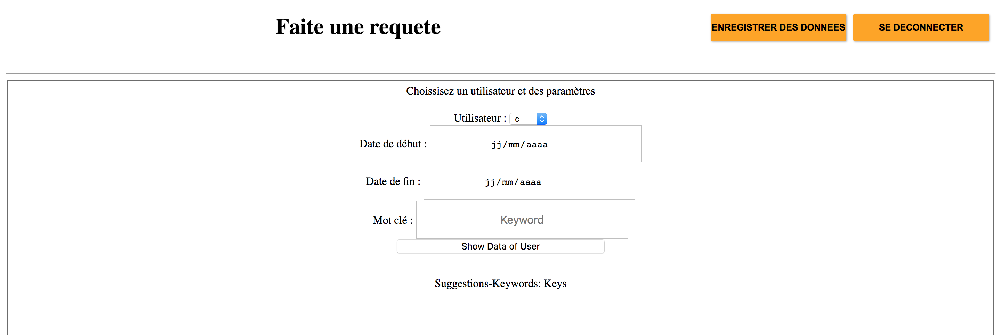 Faite une requete
ENREGISTRER DES DONNEES
SE DECONNECTER
Choissisez un utilisateur et des paramètres
Utilisateur : c
Date de début : jj/mm/aaaa
Date de fin : jj/mm/aaaa
Mot clé : Keyword
Show Data of User
Suggestions-Keywords: Keys